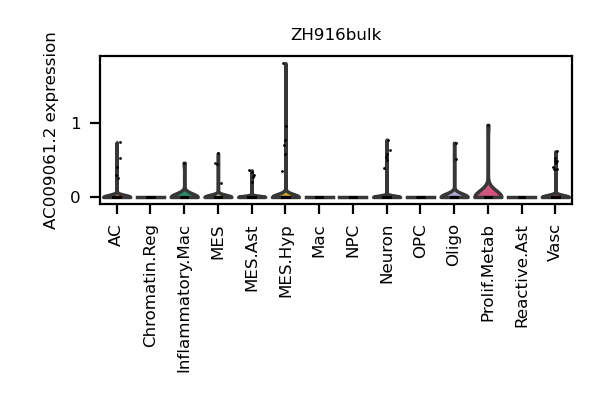 ZH916bulk
AC009061.2 expression
1
0
AC
Chromatin.Reg
Inflammatory.Mac
MES
MES.Ast
MES.Hyp
Mac
NPC
Neuron
OPC
Oligo
Prolif.Metab
Reactive.Ast
Vasc